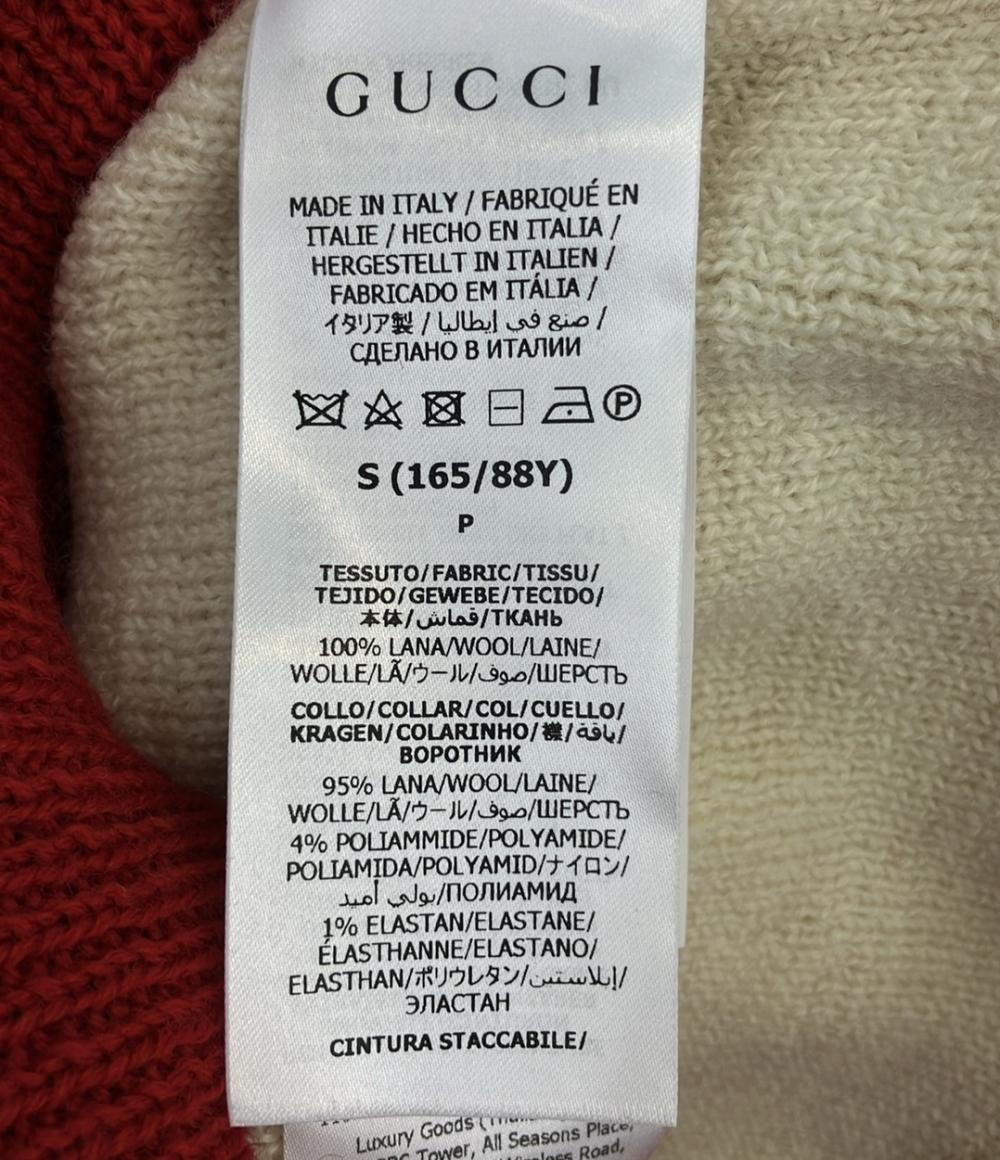 GUCCI
MADE IN ITALY / FABRIQUÉ EN
ITALIE / HECHO EN ITALIA /
HERGESTELLT IN ITALIEN /
FABRICADO EM ITÁLIA /
イタリア製 / صنع في إيطاليا /
СДЕЛАНО В ИТАЛИИ
P
S (165/88Y)
P
TESSUTO/FABRIC/TISSU/
TEJIDO/GEWEBE/TECIDO/
本体/قماش/ТКАНЬ
100% LANA/WOOL/LAINE/
WOLLE/LÃ/ウール/صوف/ШЕРСТЬ
COLLO/COLLAR/COL/CUELLO/
KRAGEN/COLARINHO/襟/ياقة/
ВОРОТНИК
95% LANA/WOOL/LAINE/
WOLLE/LÃ/ウール/صوف/ШЕРСТЬ
4% POLIAMMIDE/POLYAMIDE/
POLIAMIDA/POLYAMID/ナイロン/
بولي أميد/ПОЛИАМИД
1% ELASTAN/ELASTANE/
ÉLASTHANNE/ELASTANO/
ELASTHAN/ポリウレタン/إيلاستين/
ЭЛАСТАН
CINTURA STACCABILE/
Luxury Goods
Tower, All Seasons Place,
Road,